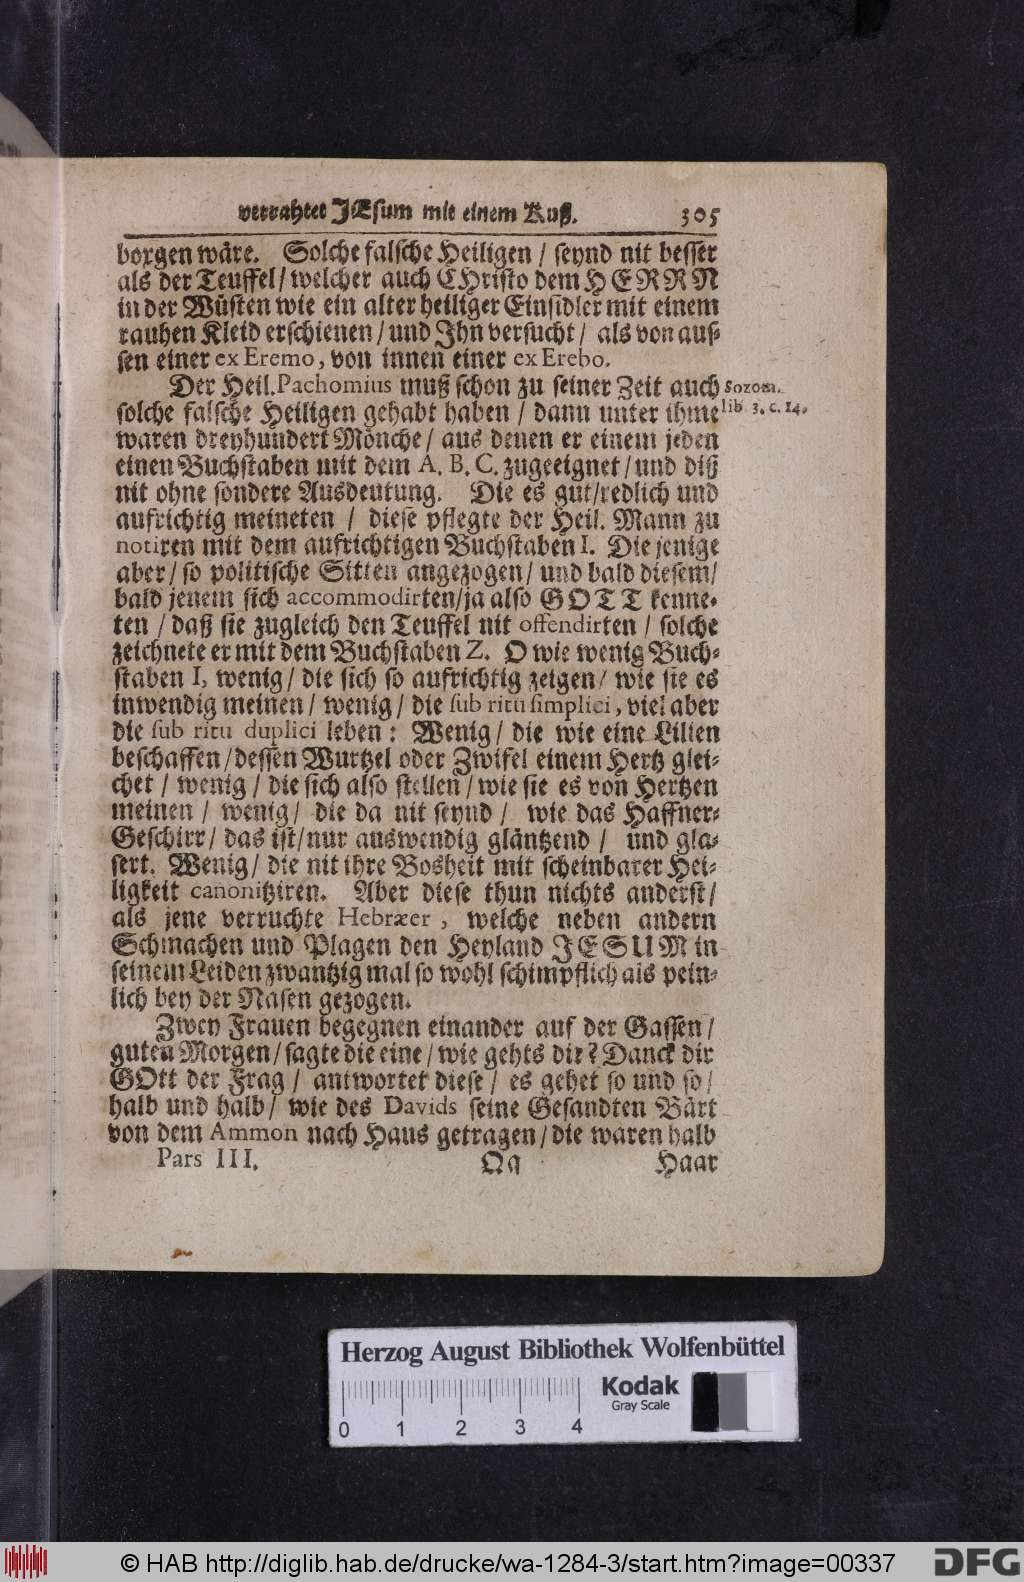 verrahtet JEsum mit einem Kuß. 305
borgen wäre. Solche falsche Heiligen / seynd nit besser
als der Teuffel / welcher auch CHristo dem HERRN
in der Wüsten wie ein alter heiliger Einsidler mit einem
rauhen Kleid erschienen / und Ihn versucht / als von aus-
sen einer ex Eremo, von innen einer ex Erebo.
Der Heil. Pachomius muß schon zu seiner Zeit auch
Sozom.
solche falsche Heiligen gehabt haben / dann unter ihme
lib. 3. c. 14.
waren dreyhundert Mönche / aus denen er einem jeden
einen Buchstaben mit dem A. B. C. zugeeignet / und diß
nit ohne sondere Ausdeutung. Die es gut / redlich und
aufrichtig meineten / diese pflegte der Heil. Mann zu
notiren mit dem aufrichtigen Buchstaben I. Die jenige
aber / so politische Sitten angezogen / und bald diesem /
bald jenem sich accommodirten / ja also GOTT kenne-
ten / daß sie zugleich den Teuffel nit offendirten / solche
zeichnete er mit dem Buchstaben Z. O wie wenig Buch-
staben I, wenig / die sich so aufrichtig zeigen / wie sie es
inwendig meinen / wenig / die sub ritu simplici, viel aber
die sub ritu duplici leben: Wenig / die wie eine Lilien
beschaffen / dessen Wurtzel oder Zwifel einem Hertz glei-
chet / wenig / die sich also stellen / wie sie es von Hertzen
meinen / wenig / die da nit seynd / wie das Haffner-
Geschirr / das ist / nur auswendig gläntzend / und gla-
sert. Wenig / die nit ihre Bosheit mit scheinbarer Hei-
ligkeit canonitziren. Aber diese thun nichts anderst /
als jene verruchte Hebræer, welche neben andern
Schmachen und Plagen den Heyland JESUM in
seinem Leiden zwantzig mal so wohl schimpflich als pein-
lich bey der Nasen gezogen.
Zwey Frauen begegnen einander auf der Gassen /
guten Morgen / sagte die eine / wie gehts dir? Danck dir
GOtt der Frag / antwortet diese / es gehet so und so /
halb und halb / wie des Davids seine Gesandten Bärt
von dem Ammon nach Haus getragen / die waren halb
Pars III. Qq Haar
Herzog August Bibliothek Wolfenbüttel
Kodak
Gray Scale
0 1 2 3 4
© HAB http://diglib.hab.de/drucke/wa-1284-3/start.htm?image=00337 DFG